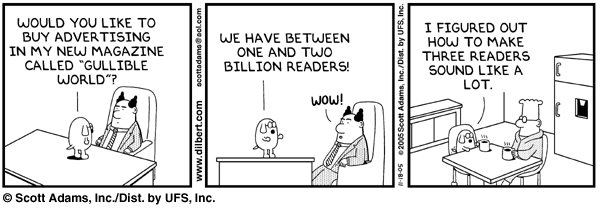 WOULD YOU LIKE TO
BUY ADVERTISING
IN MY NEW MAGAZINE
CALLED "GULLIBLE
WORLD"?
scottadams@aol.com
www.dilbert.com
WE HAVE BETWEEN
ONE AND TWO
BILLION READERS!
WOW!
11-18-05 © 2005 Scott Adams, Inc./Dist. by UFS, Inc.
I FIGURED OUT
HOW TO MAKE
THREE READERS
SOUND LIKE A
LOT.
© Scott Adams, Inc./Dist. by UFS, Inc.